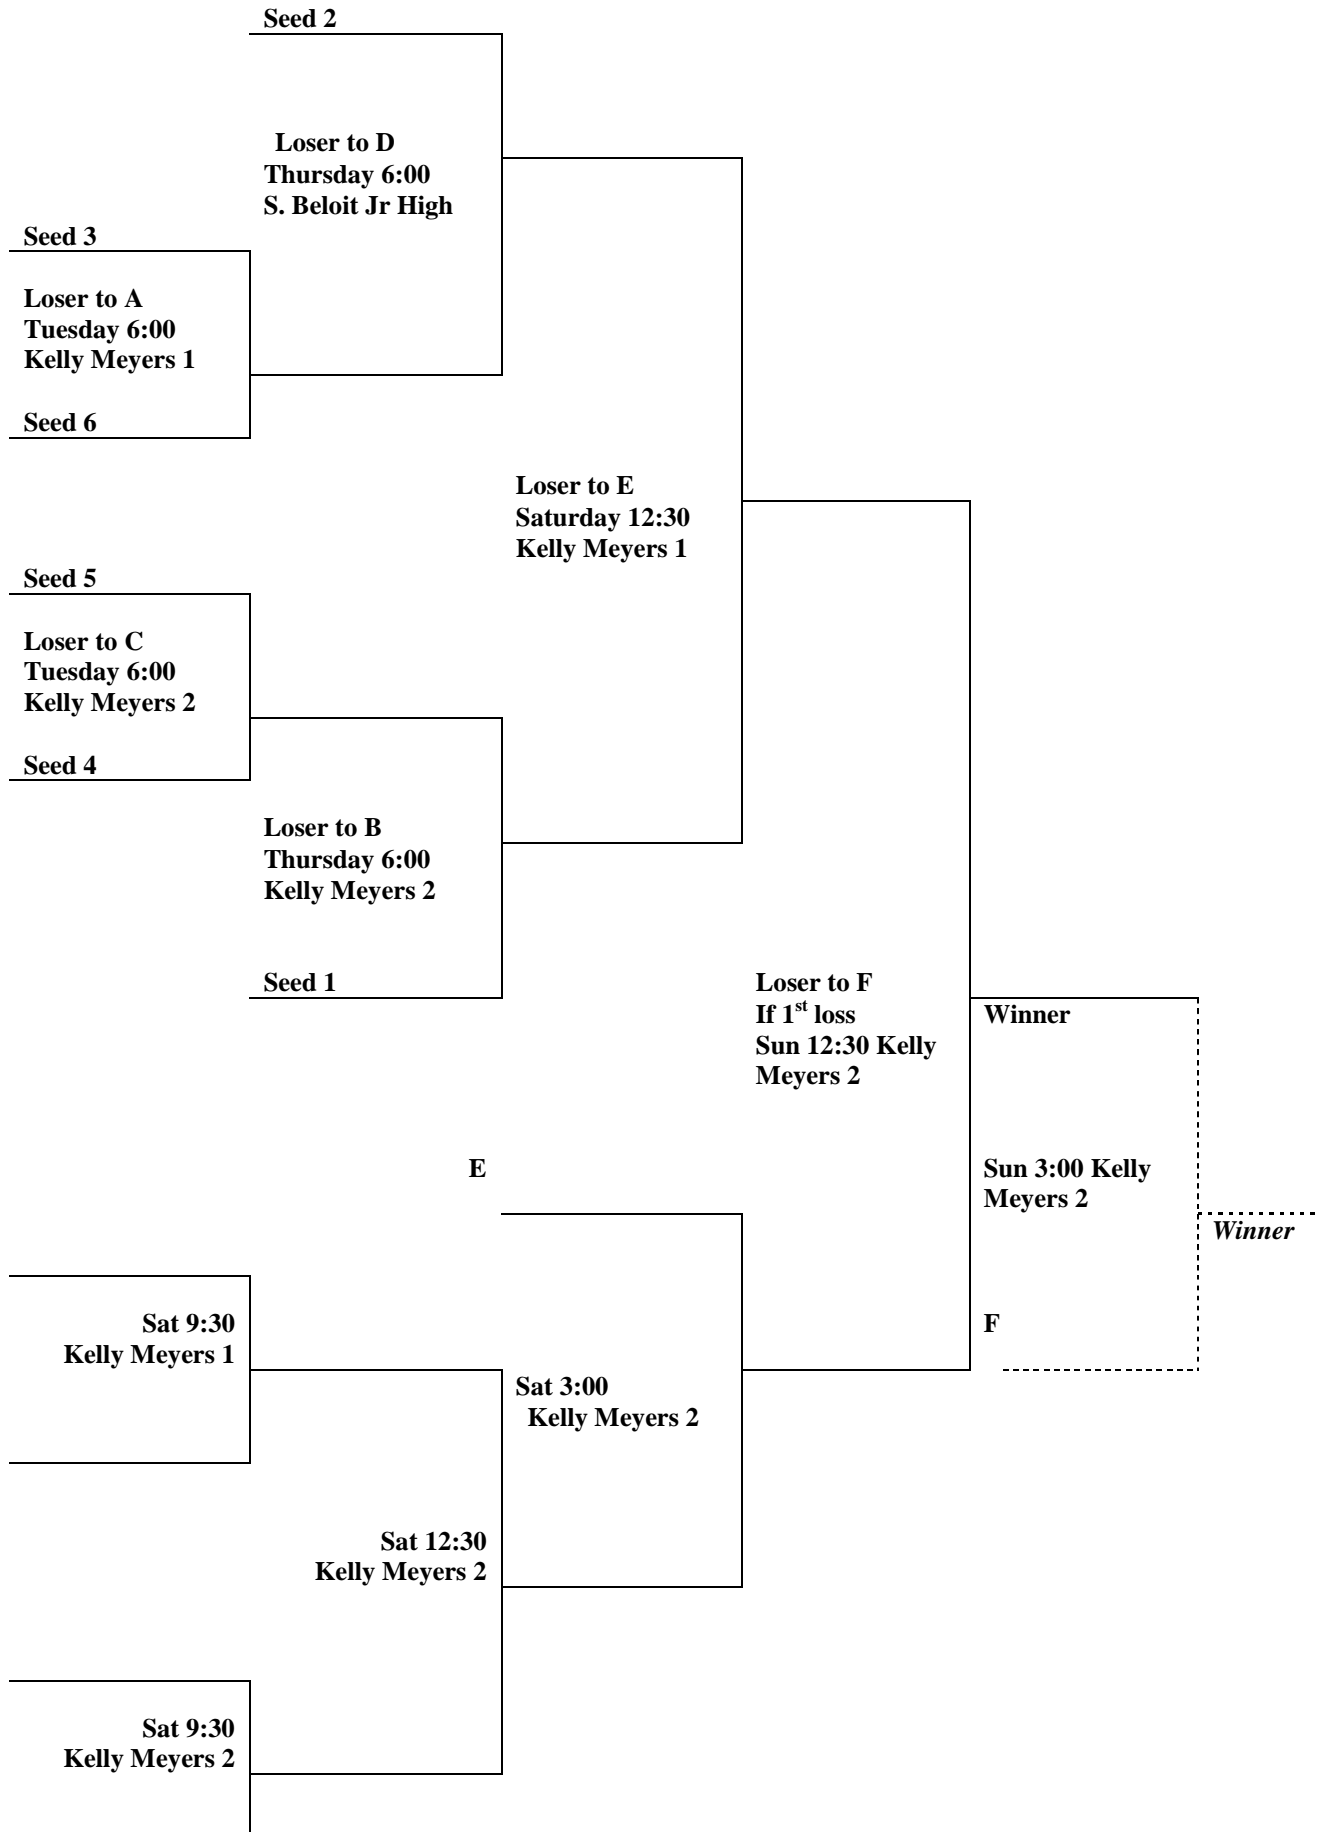 Seed 2
Loser to D
Thursday 6:00
S. Beloit Jr High
Seed 3
Loser to A
Tuesday 6:00
Kelly Meyers 1
Seed 6
Loser to E
Saturday 12:30
Kelly Meyers 1
Seed 5
Loser to C
Tuesday 6:00
Kelly Meyers 2
Seed 4
Loser to B
Thursday 6:00
Kelly Meyers 2
Seed 1
Loser to F
If 1st loss
Sun 12:30 Kelly
Meyers 2
Winner
E
Sun 3:00 Kelly
Meyers 2
Winner
Sat 9:30
Kelly Meyers 1
F
Sat 3:00
Kelly Meyers 2
Sat 12:30
Kelly Meyers 2
Sat 9:30
Kelly Meyers 2